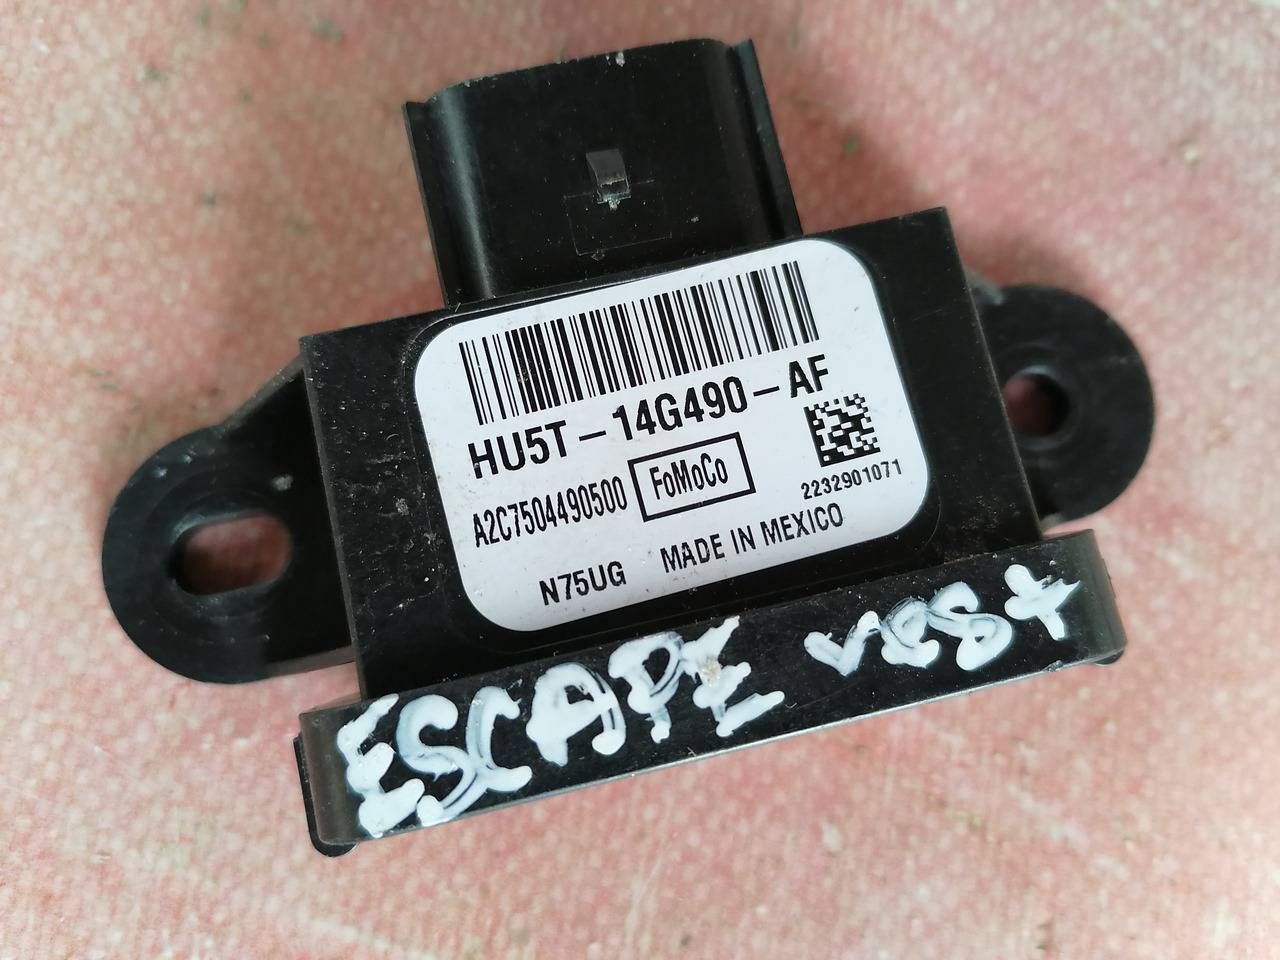 HU5T-14G490-AF
A2C7504490500 FoMoCo 2232901071
N75UG MADE IN MEXICO
ESCAPE